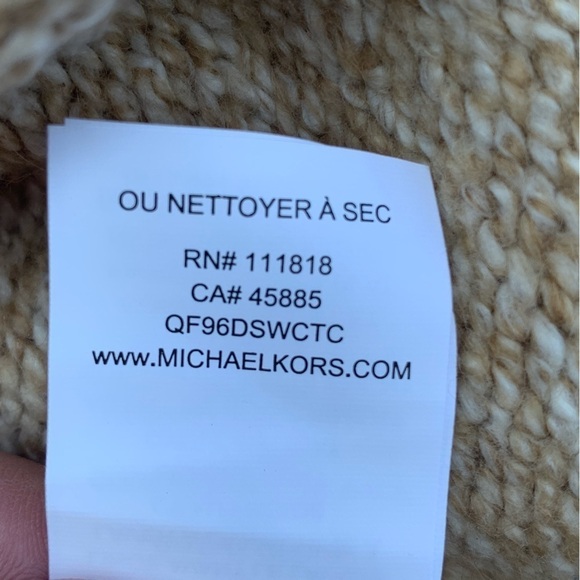 OU NETTOYER À SEC
RN# 111818
CA# 45885
QF96DSWCTC
www.MICHAELKORS.COM